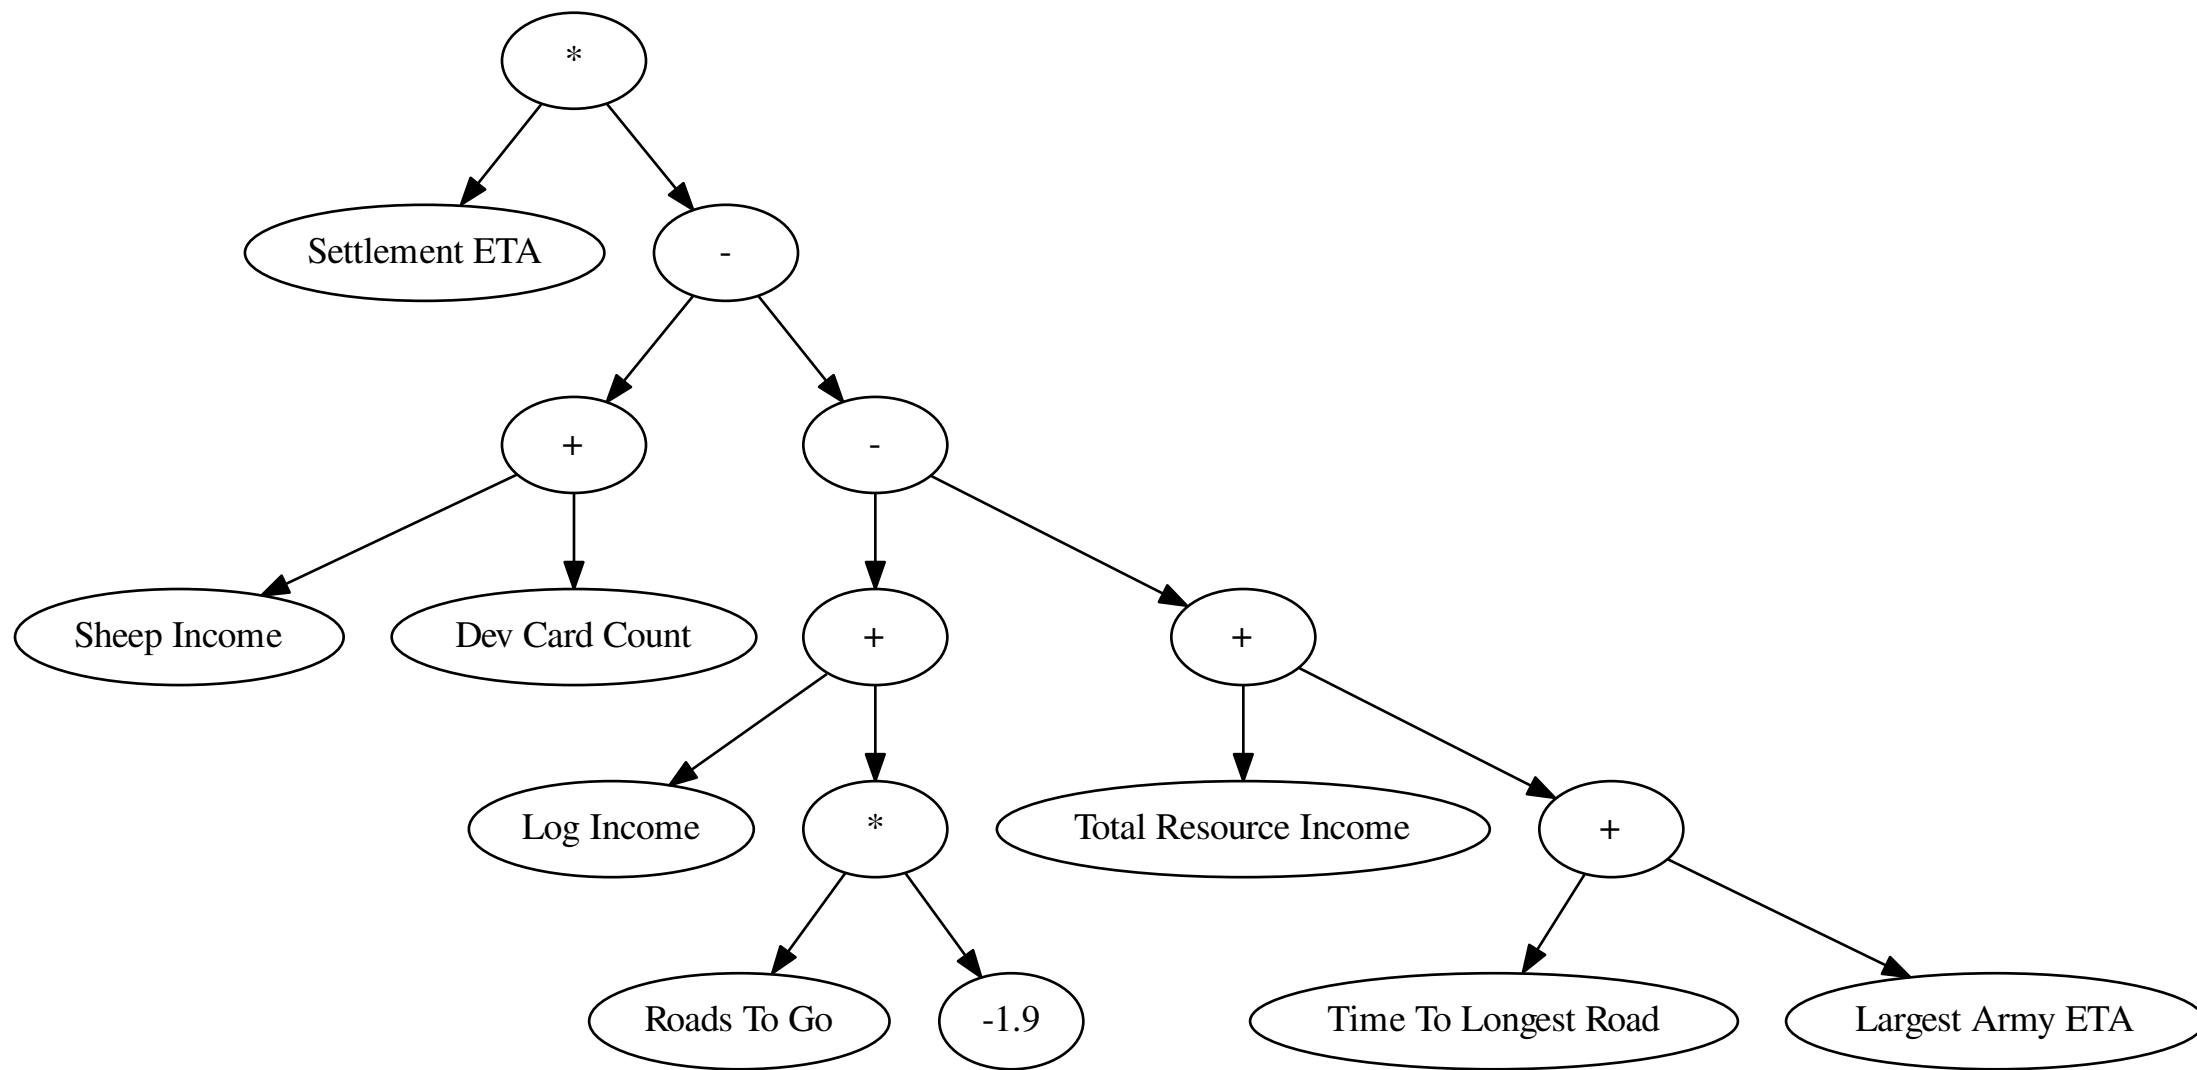 *
Settlement ETA
-
+
-
Sheep Income
Dev Card Count
+
+
Log Income
*
Total Resource Income
+
Roads To Go
-1.9
Time To Longest Road
Largest Army ETA